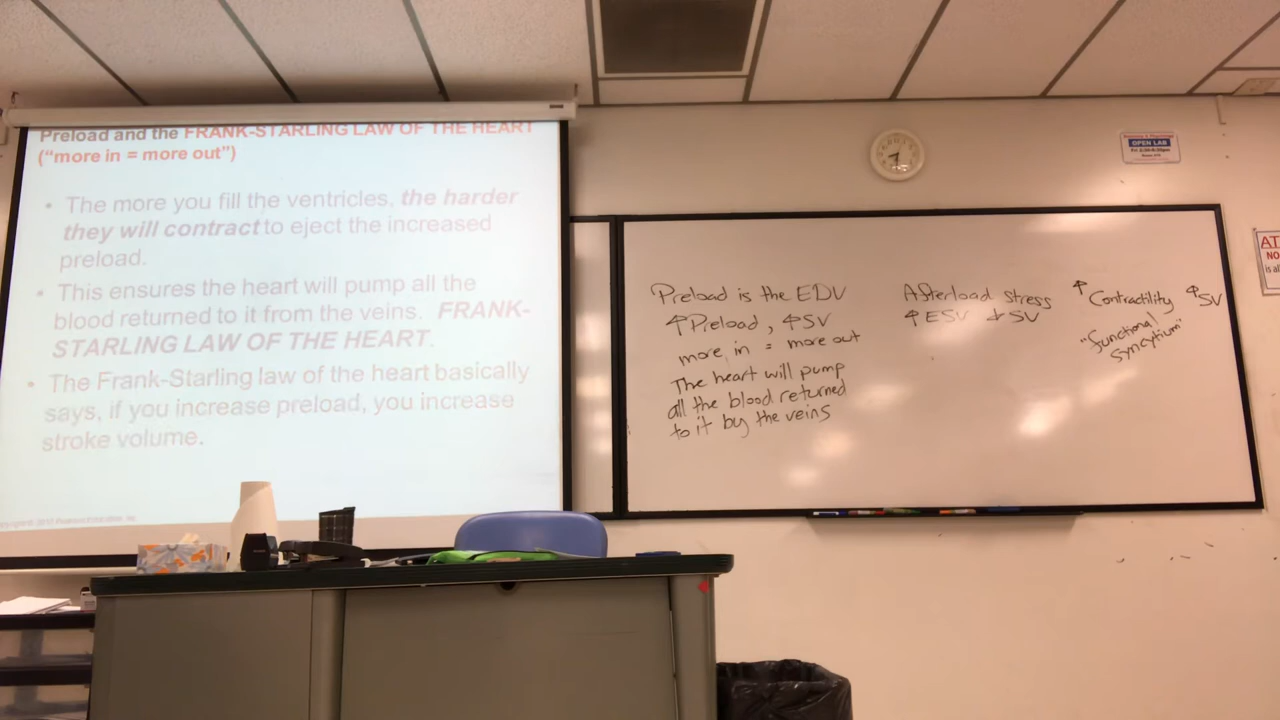 Preload and the FRANK-STARLING LAW OF THE HEART
("more in = more out")
• The more you fill the ventricles, the harder
they will contract to eject the increased
preload.
• This ensures the heart will pump all the
blood returned to it from the veins. FRANK-
STARLING LAW OF THE HEART.
• The Frank-Starling law of the heart basically
says, if you increase preload, you increase
stroke volume.
Preload is the EDV
↑Preload, ↑SV
more in = more out
The heart will pump
all the blood returned
to it by the veins
Afterload Stress
↑ESV ↓SV
↑ Contractility ↑SV
"functional
syncytium"
OPEN LAB
AT
NO
is al